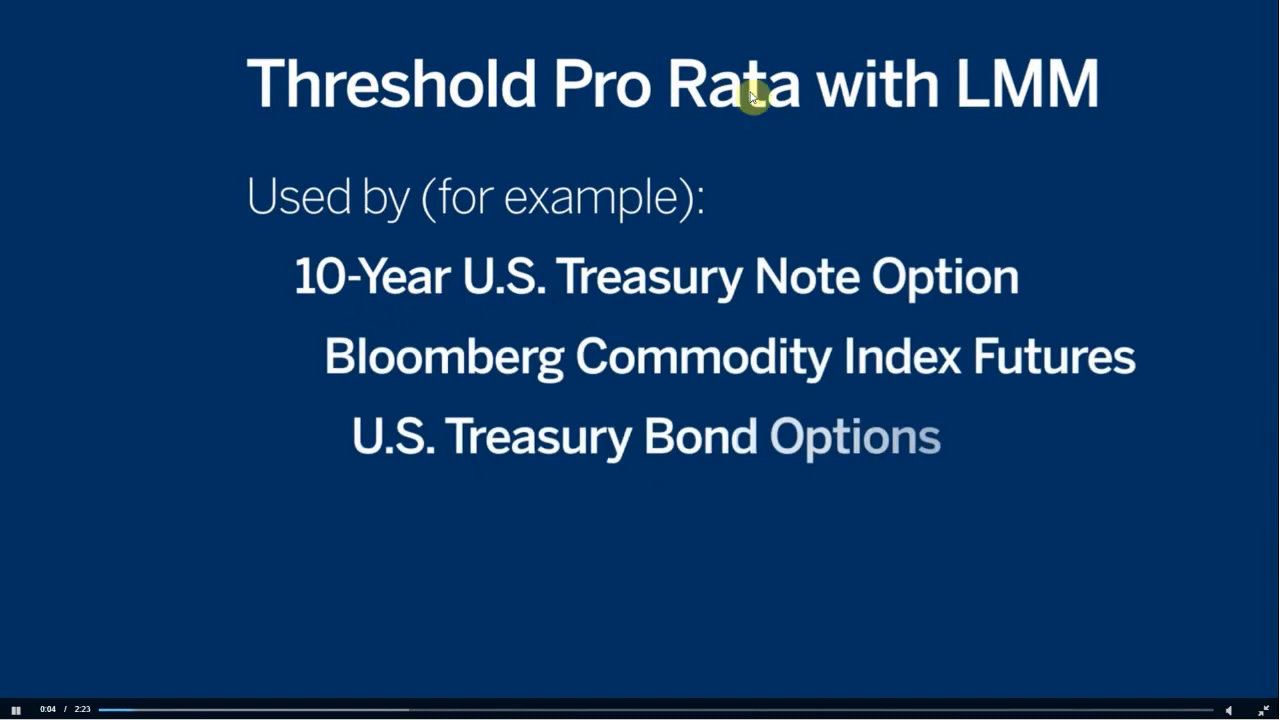 Threshold Pro Rata with LMM
Used by (for example):
10-Year U.S. Treasury Note Option
Bloomberg Commodity Index Futures
U.S. Treasury Bond Options
0:04 / 2:23